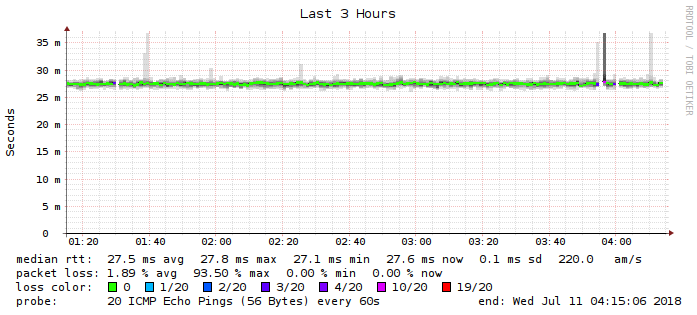 Last 3 Hours
RRDTOOL / TOBI OETIKER
Seconds
35 m
30 m
25 m
20 m
15 m
10 m
5 m
0
01:20 01:40 02:00 02:20 02:40 03:00 03:20 03:40 04:00
median rtt: 27.5 ms avg 27.8 ms max 27.1 ms min 27.6 ms now 0.1 ms sd 220.0 am/s
packet loss: 1.89 % avg 93.50 % max 0.00 % min 0.00 % now
loss color: 0 1/20 2/20 3/20 4/20 10/20 19/20
probe: 20 ICMP Echo Pings (56 Bytes) every 60s end: Wed Jul 11 04:15:06 2018